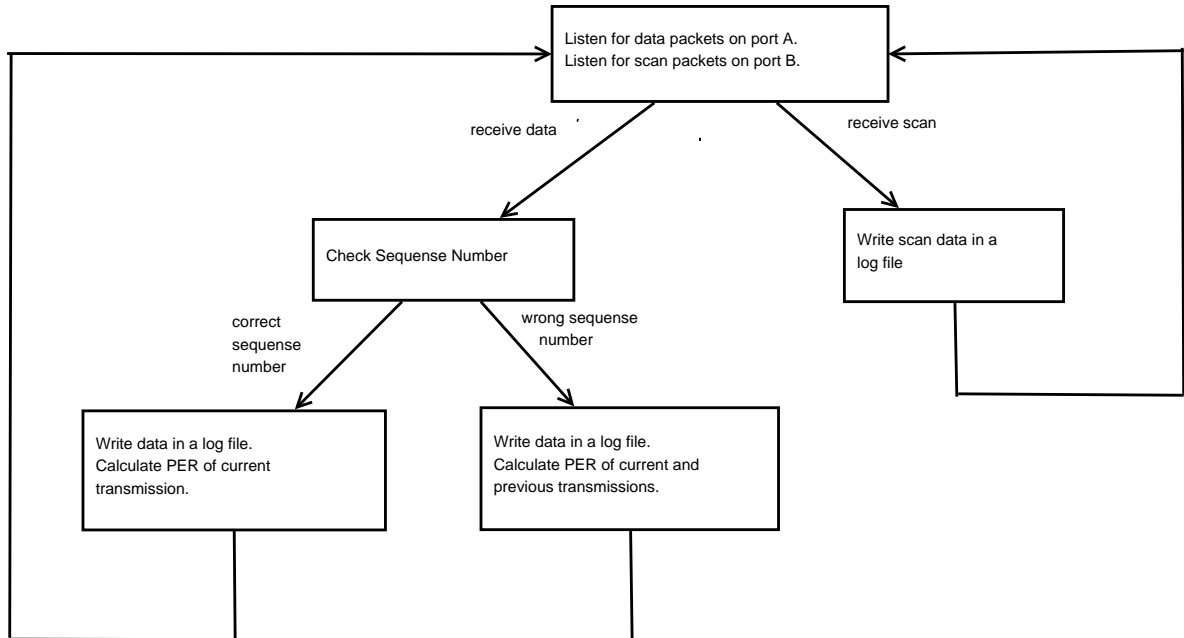 Listen for data packets on port A.
Listen for scan packets on port B.
receive data
receive scan
Check Sequense Number
Write scan data in a
log file
correct
sequense
number
wrong sequense
number
Write data in a log file.
Calculate PER of current
transmission.
Write data in a log file.
Calculate PER of current and
previous transmissions.